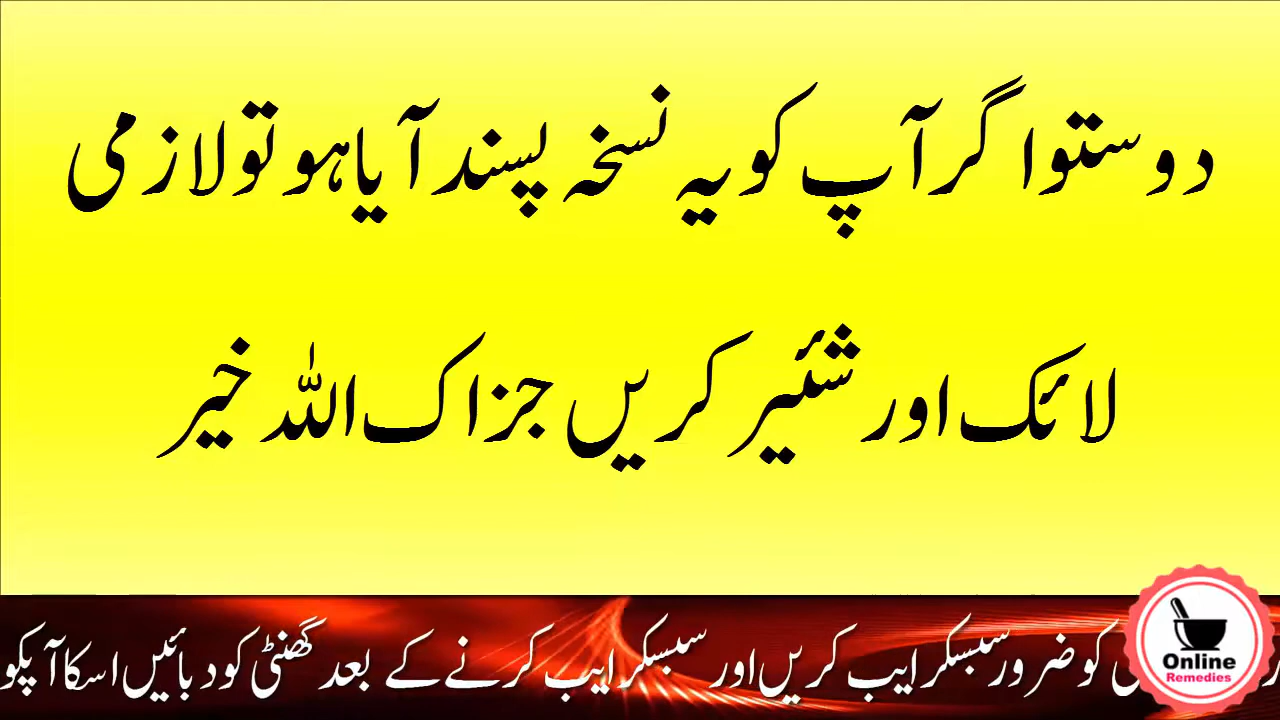 دوستو اگر آپ کو یہ نسخہ پسند آیا ہو تو لازمی
لائک اور شئیر کریں جزاک اللہ خیر
کو ضرور سبسکرایب کریں اور سبسکرایب کرنے کے بعد گھنٹی کو دبائیں اسکا آپکو
Online
Remedies